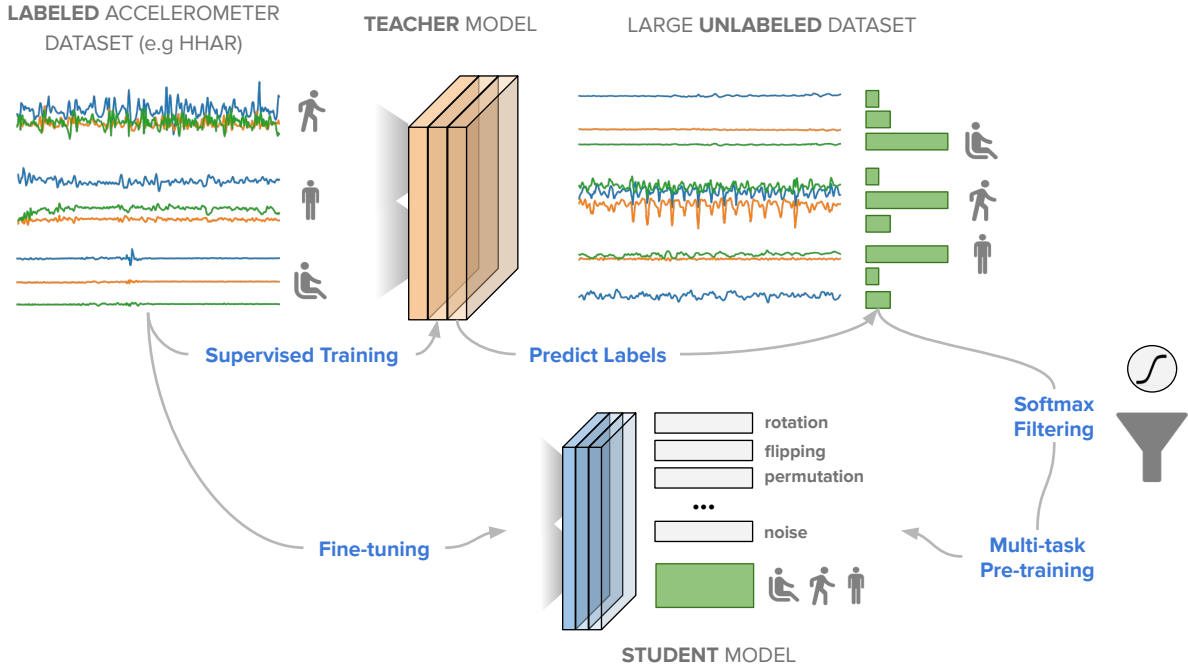 LABELED ACCELEROMETER
DATASET (e.g HHAR)
TEACHER MODEL
LARGE UNLABELED DATASET
Supervised Training
Predict Labels
Softmax
Filtering
rotation
flipping
permutation
...
noise
Fine-tuning
Multi-task
Pre-training
STUDENT MODEL